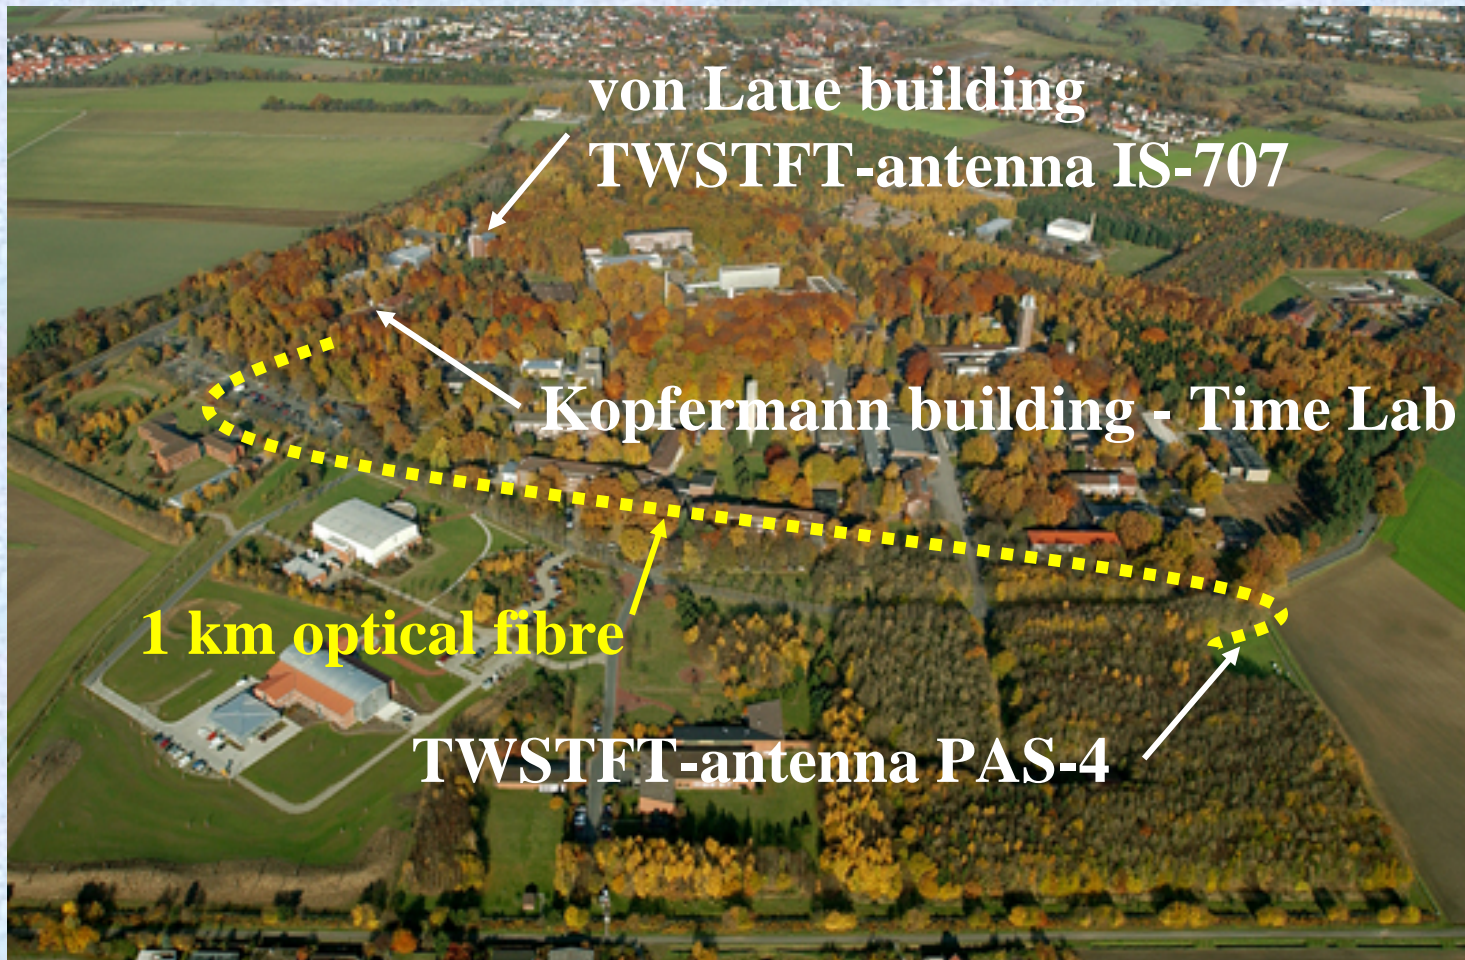 von Laue building
TWSTFT-antenna IS-707
Kopfermann building - Time Lab
1 km optical fibre
TWSTFT-antenna PAS-4